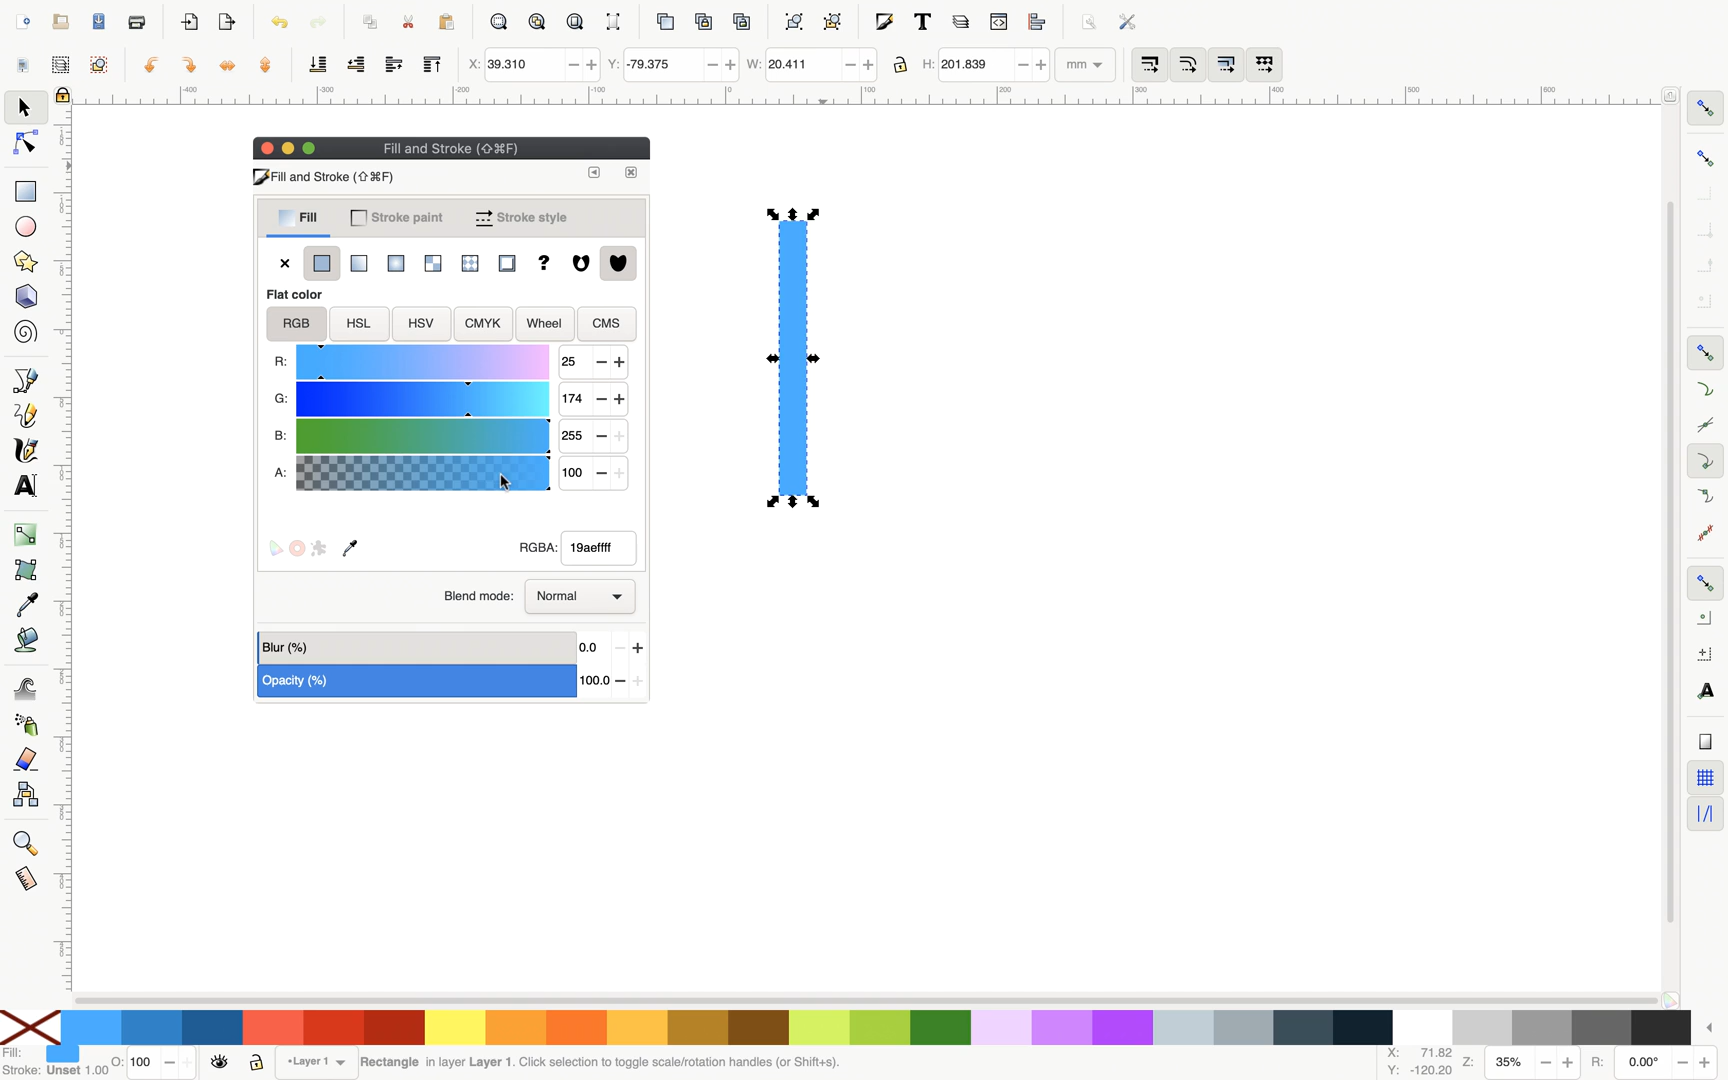 X: 39.310
Y: -79.375
W: 20.411
H: 201.839
mm
-400 -300 -200 -100 0 100 200 300 400 500 600
Fill and Stroke (⇧⌘F)
Fill and Stroke (⇧⌘F)
Fill
Stroke paint
Stroke style
Flat color
RGB HSL HSV CMYK Wheel CMS
R: 25
G: 174
B: 255
A: 100
RGBA: 19aeffff
Blend mode: Normal
Blur (%) 0.0
Opacity (%) 100.0
Fill:
Stroke: Unset 1.00
O: 100
•Layer 1
Rectangle in layer Layer 1. Click selection to toggle scale/rotation handles (or Shift+s).
X: 71.82
Y: -120.20
Z: 35%
R: 0.00°